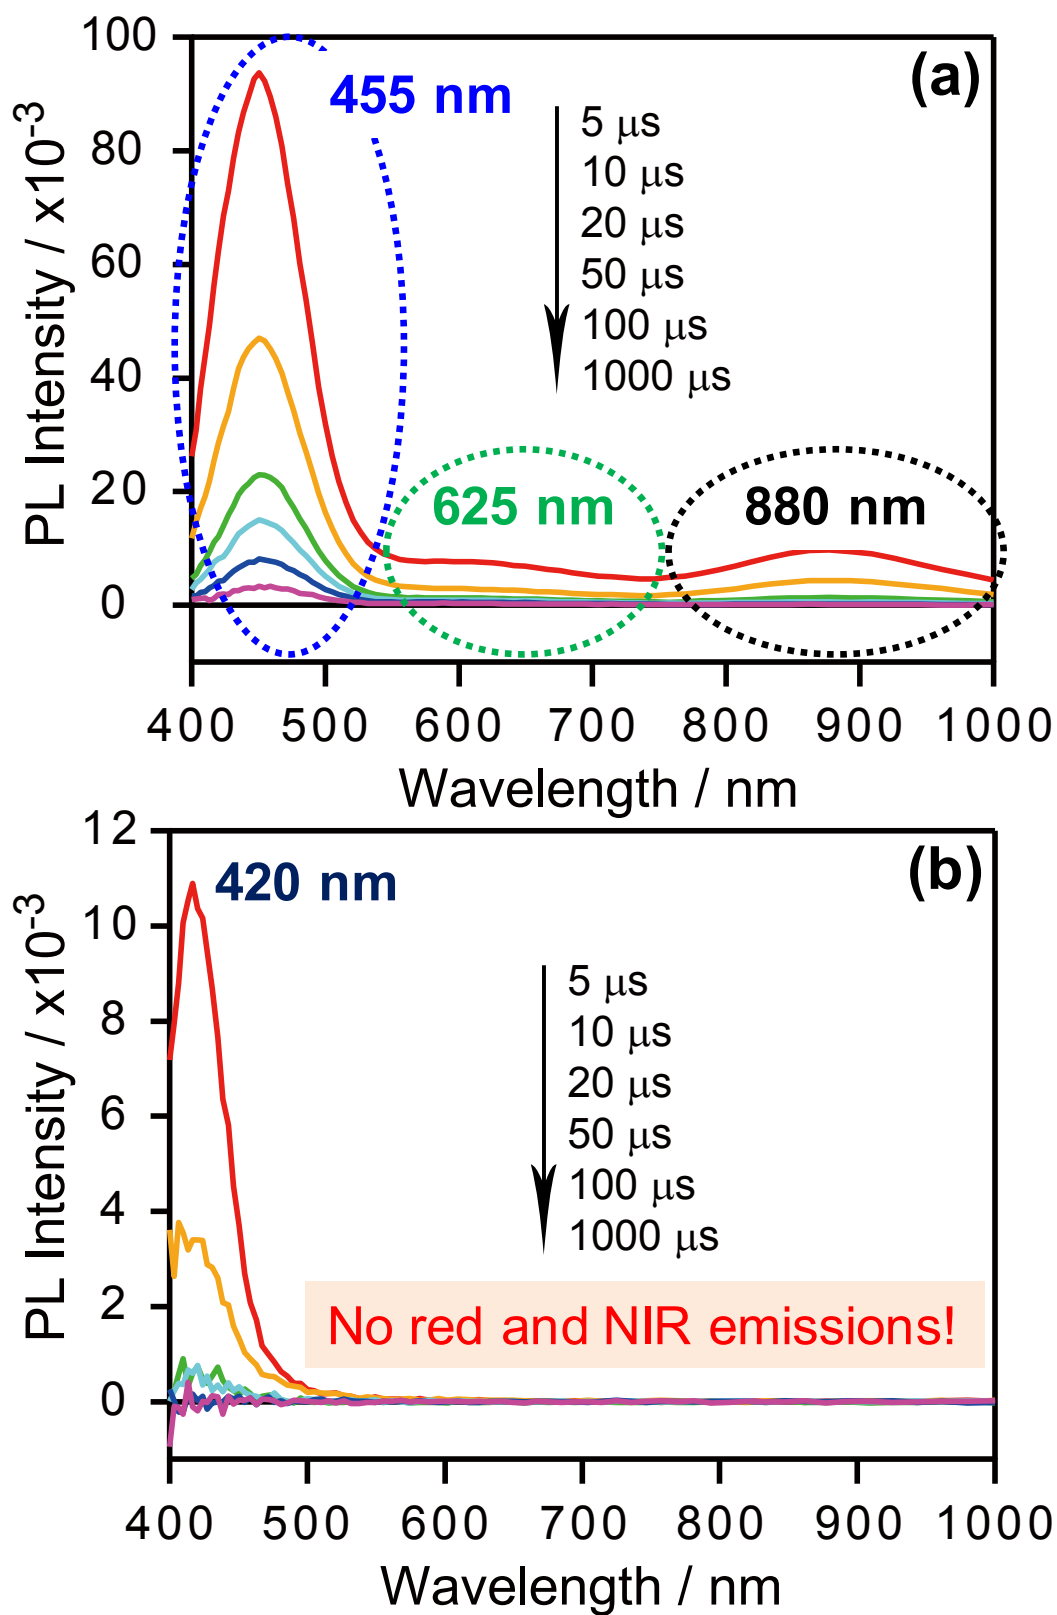 (a)
455 nm
5 μs
10 μs
20 μs
50 μs
100 μs
1000 μs
625 nm
880 nm
PL Intensity / x10-3
100
80
60
40
20
0
400 500 600 700 800 900 1000
Wavelength / nm
(b)
420 nm
5 μs
10 μs
20 μs
50 μs
100 μs
1000 μs
No red and NIR emissions!
PL Intensity / x10-3
12
10
8
6
4
2
0
400 500 600 700 800 900 1000
Wavelength / nm